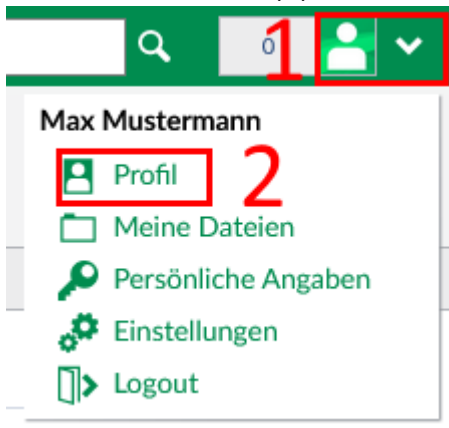 0 1
Max Mustermann
Profil 2
Meine Dateien
Persönliche Angaben
Einstellungen
Logout